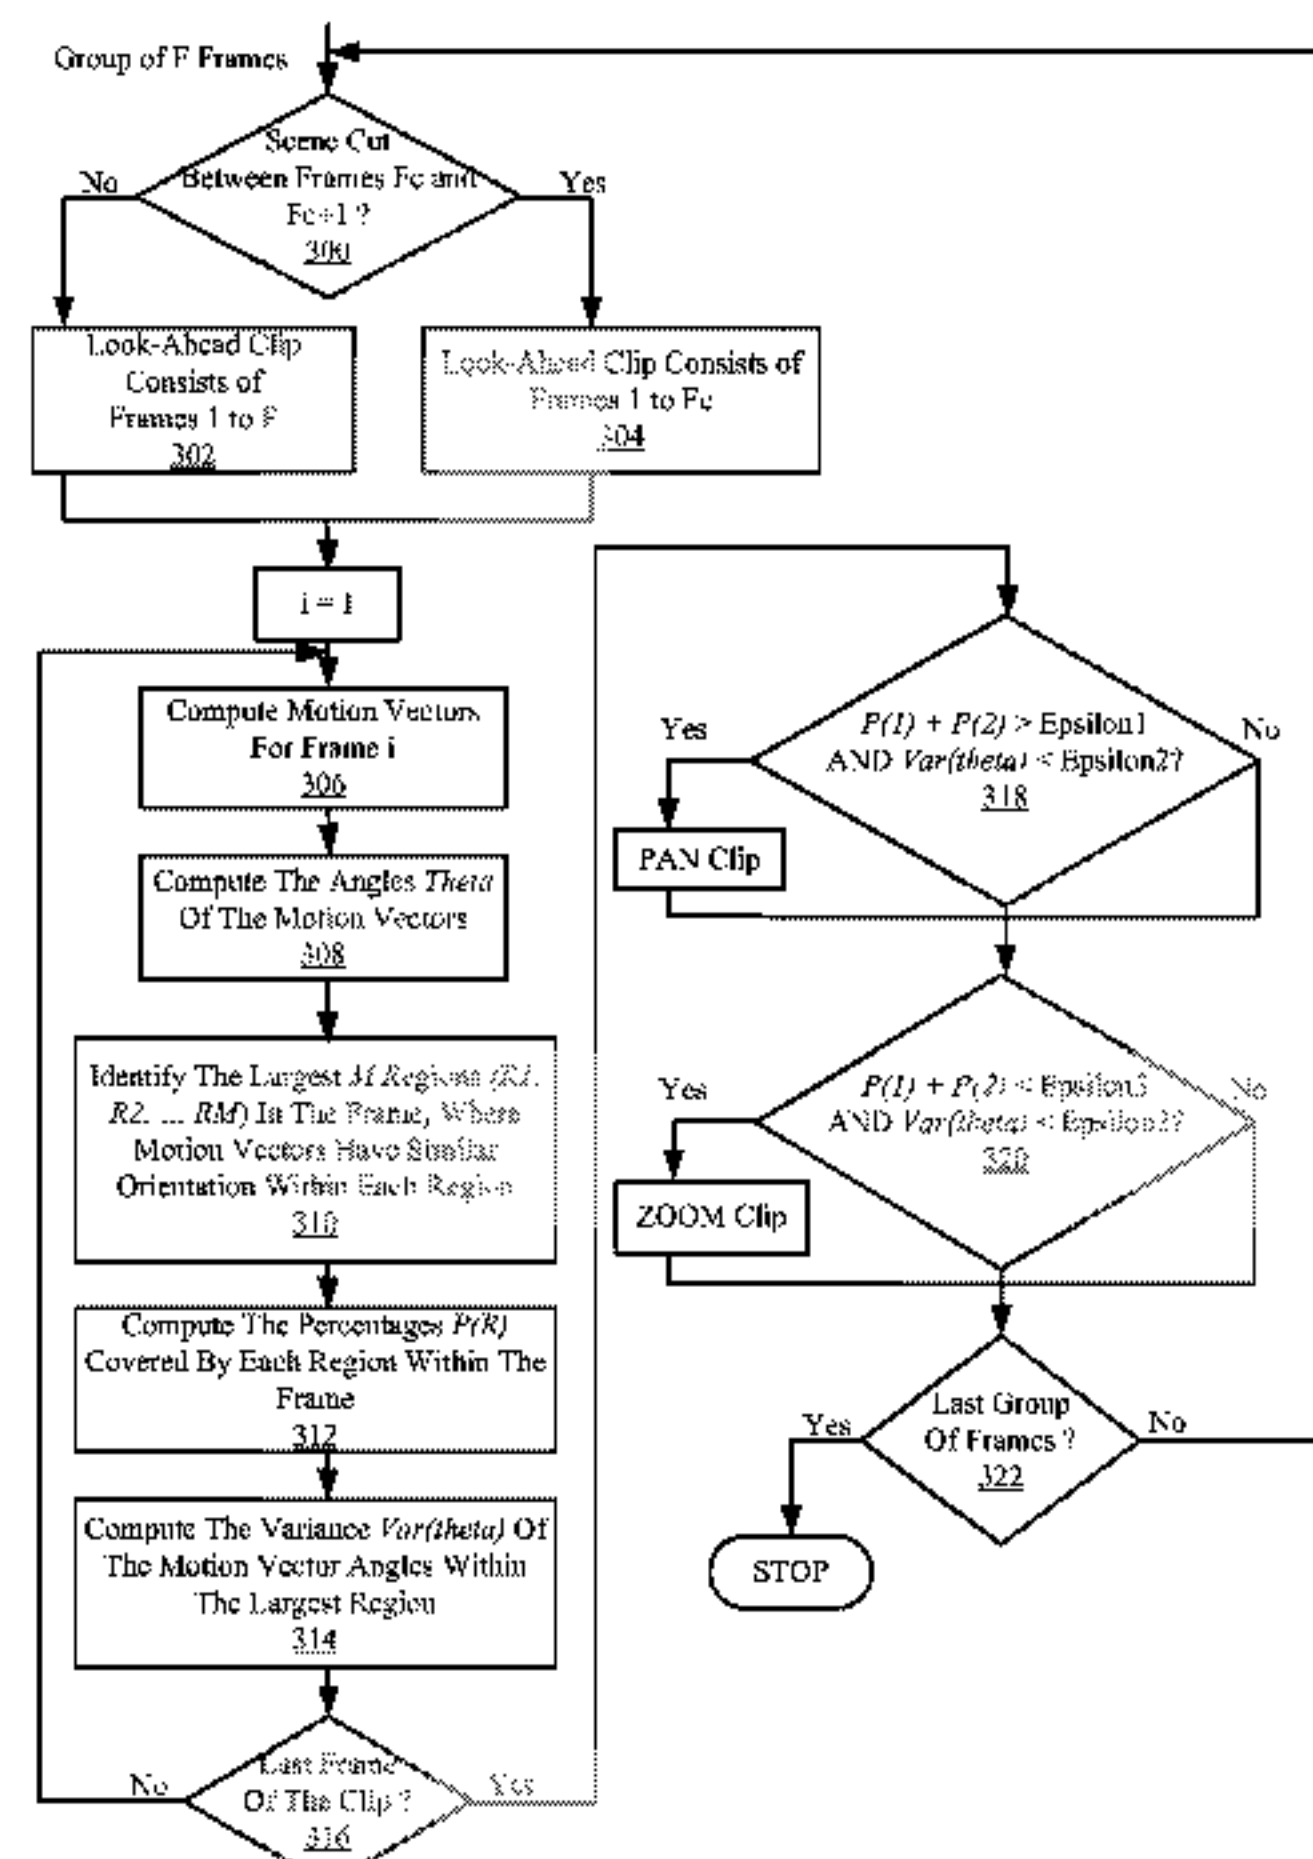 Group of F Frames
Scene Cut
Between Frames Fc and
Fc+1 ?
300
No
Yes
Look-Ahead Clip
Consists of
Frames 1 to F
302
Look-Ahead Clip Consists of
Frames 1 to Fc
304
i = 1
Compute Motion Vectors
For Frame i
306
Compute The Angles Theta
Of The Motion Vectors
308
Identify The Largest M Regions (R1,
R2, ... RM) In The Frame, Where
Motion Vectors Have Similar
Orientation Within Each Region
310
Compute The Percentages P(R)
Covered By Each Region Within The
Frame
312
Compute The Variance Var(theta) Of
The Motion Vector Angles Within
The Largest Region
314
Last Frame
Of The Clip ?
316
No
Yes
P(1) + P(2) > Epsilon1
AND Var(theta) < Epsilon2?
318
Yes
No
PAN Clip
P(1) + P(2) < Epsilon3
AND Var(theta) < Epsilon2?
320
Yes
No
ZOOM Clip
Last Group
Of Frames ?
322
Yes
No
STOP